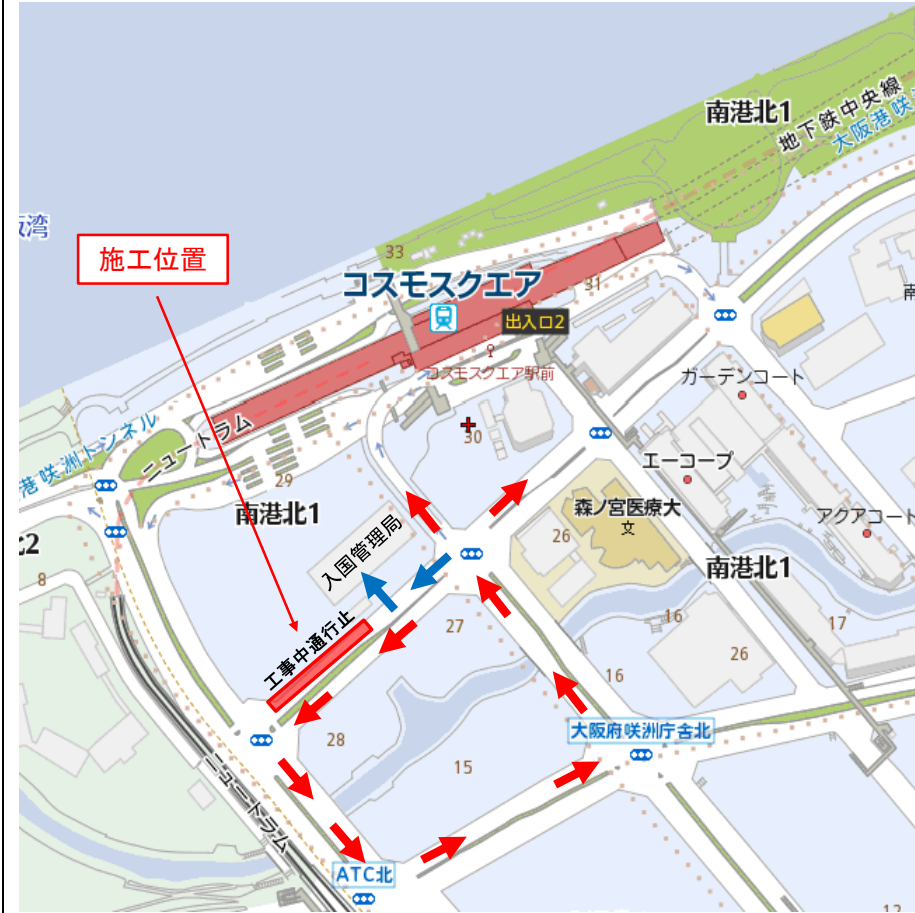 南港北1
地下鉄中央線
大阪港咲
湾
施工位置
33
コスモスクエア
31
出入口2
コスモスクエア駅前
ガーデンコート
30
港咲洲トンネル
ニュートラム
29
エーコープ
南港北1
森ノ宮医療大
文
アクアコート
2
26
入国管理局
南港北1
8
工事中通行止
27
16
17
16
26
28
大阪府咲洲庁舎北
15
ニュートラム
ATC北
12